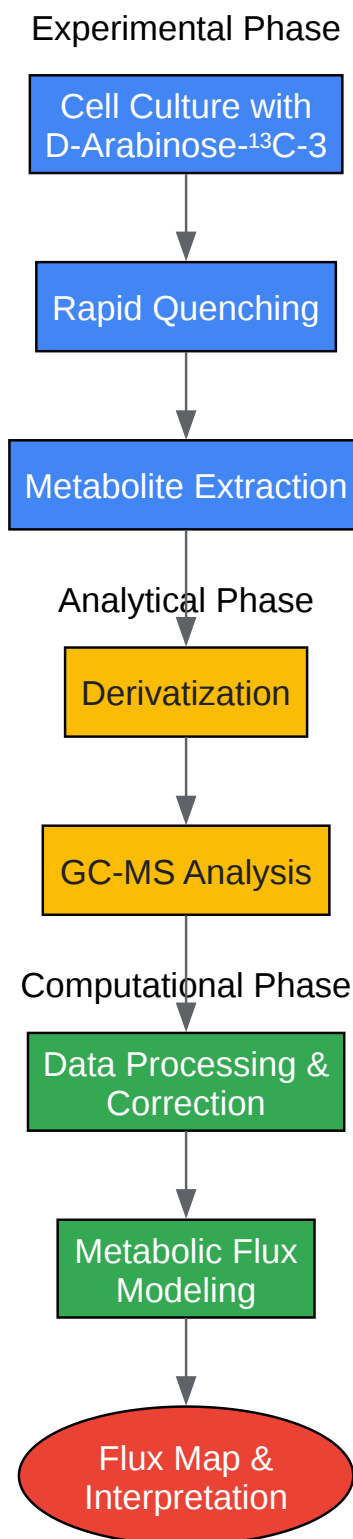 Experimental Phase
Cell Culture with
D-Arabinose-¹³C-3
Rapid Quenching
Metabolite Extraction
Analytical Phase
Derivatization
GC-MS Analysis
Computational Phase
Data Processing &
Correction
Metabolic Flux
Modeling
Flux Map &
Interpretation